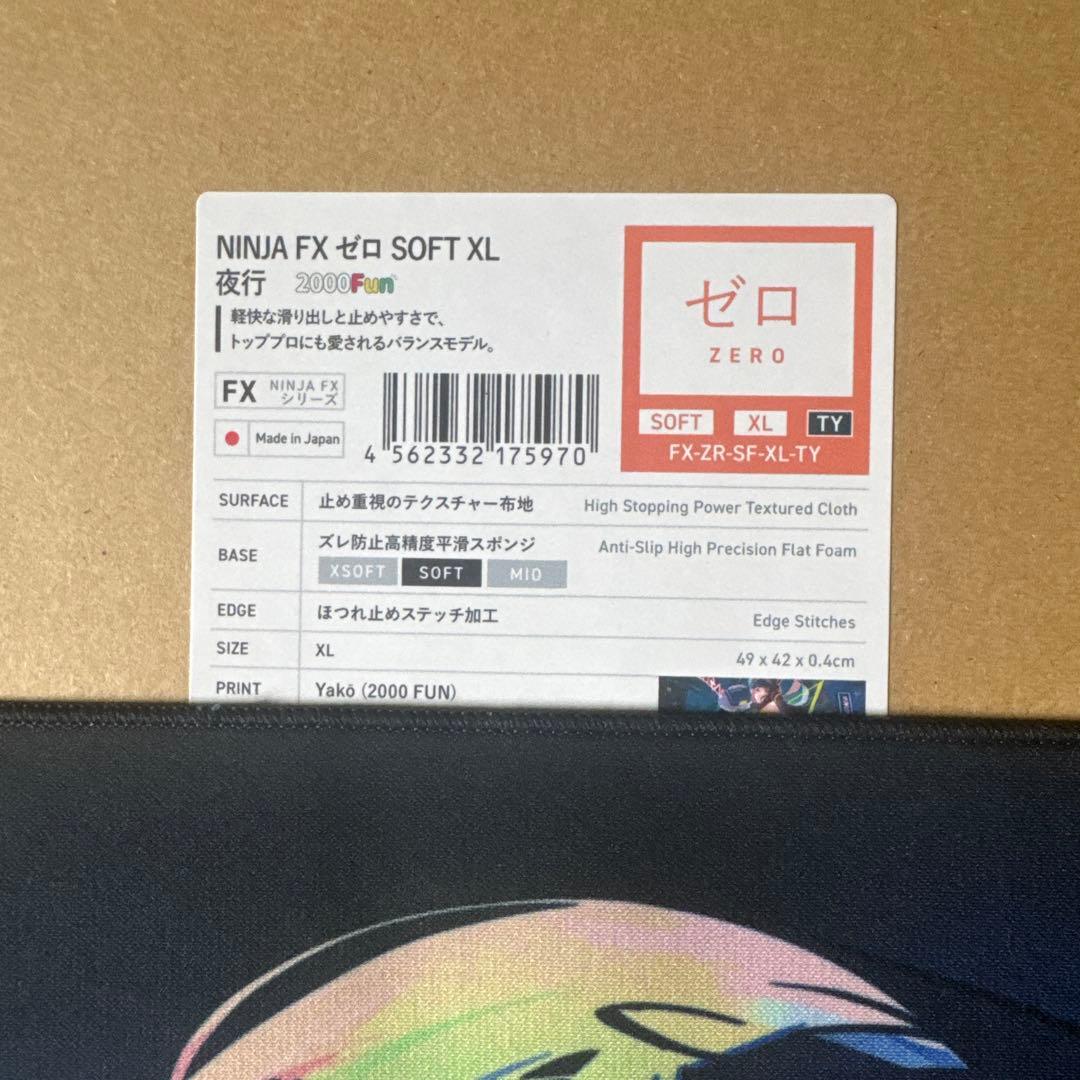 NINJA FX ゼロ SOFT XL
夜行 2000Fun
軽快な滑り出しと止めやすさで、
トッププロにも愛されるバランスモデル。
FX NINJA FX シリーズ
Made in Japan
4 562332 175970
ゼロ
ZERO
SOFT XL TY
FX-ZR-SF-XL-TY
SURFACE 止め重視のテクスチャー布地 High Stopping Power Textured Cloth
BASE ズレ防止高精度平滑スポンジ Anti-Slip High Precision Flat Foam
XSOFT SOFT MID
EDGE ほつれ止めステッチ加工 Edge Stitches
SIZE XL 49 x 42 x 0.4cm
PRINT Yakō (2000 FUN)